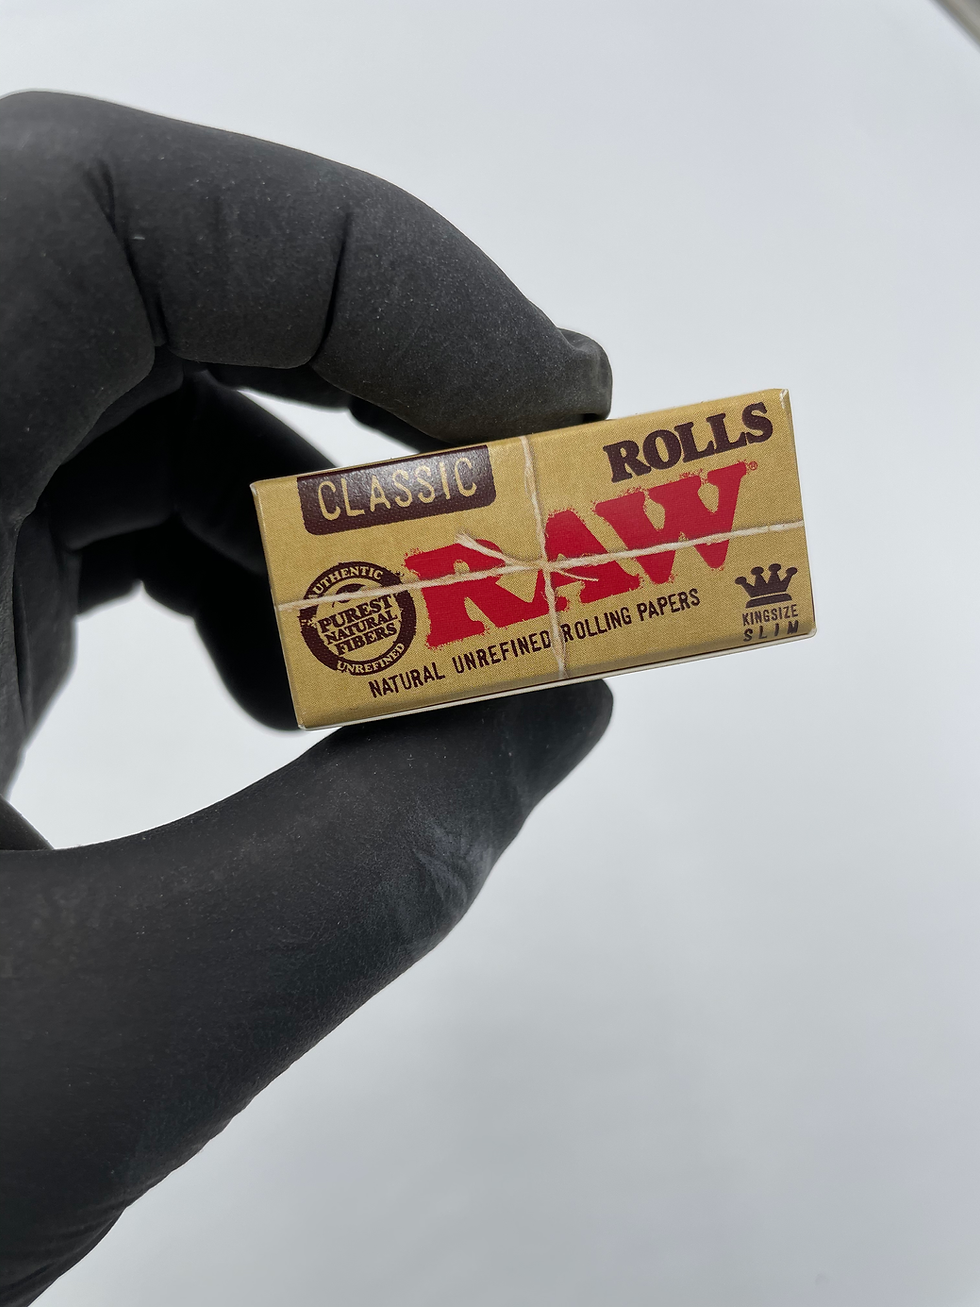 CLASSIC
ROLLS
RAW®
AUTHENTIC
PUREST
NATURAL
FIBERS
UNREFINED
NATURAL UNREFINED ROLLING PAPERS
KINGSIZE
SLIM